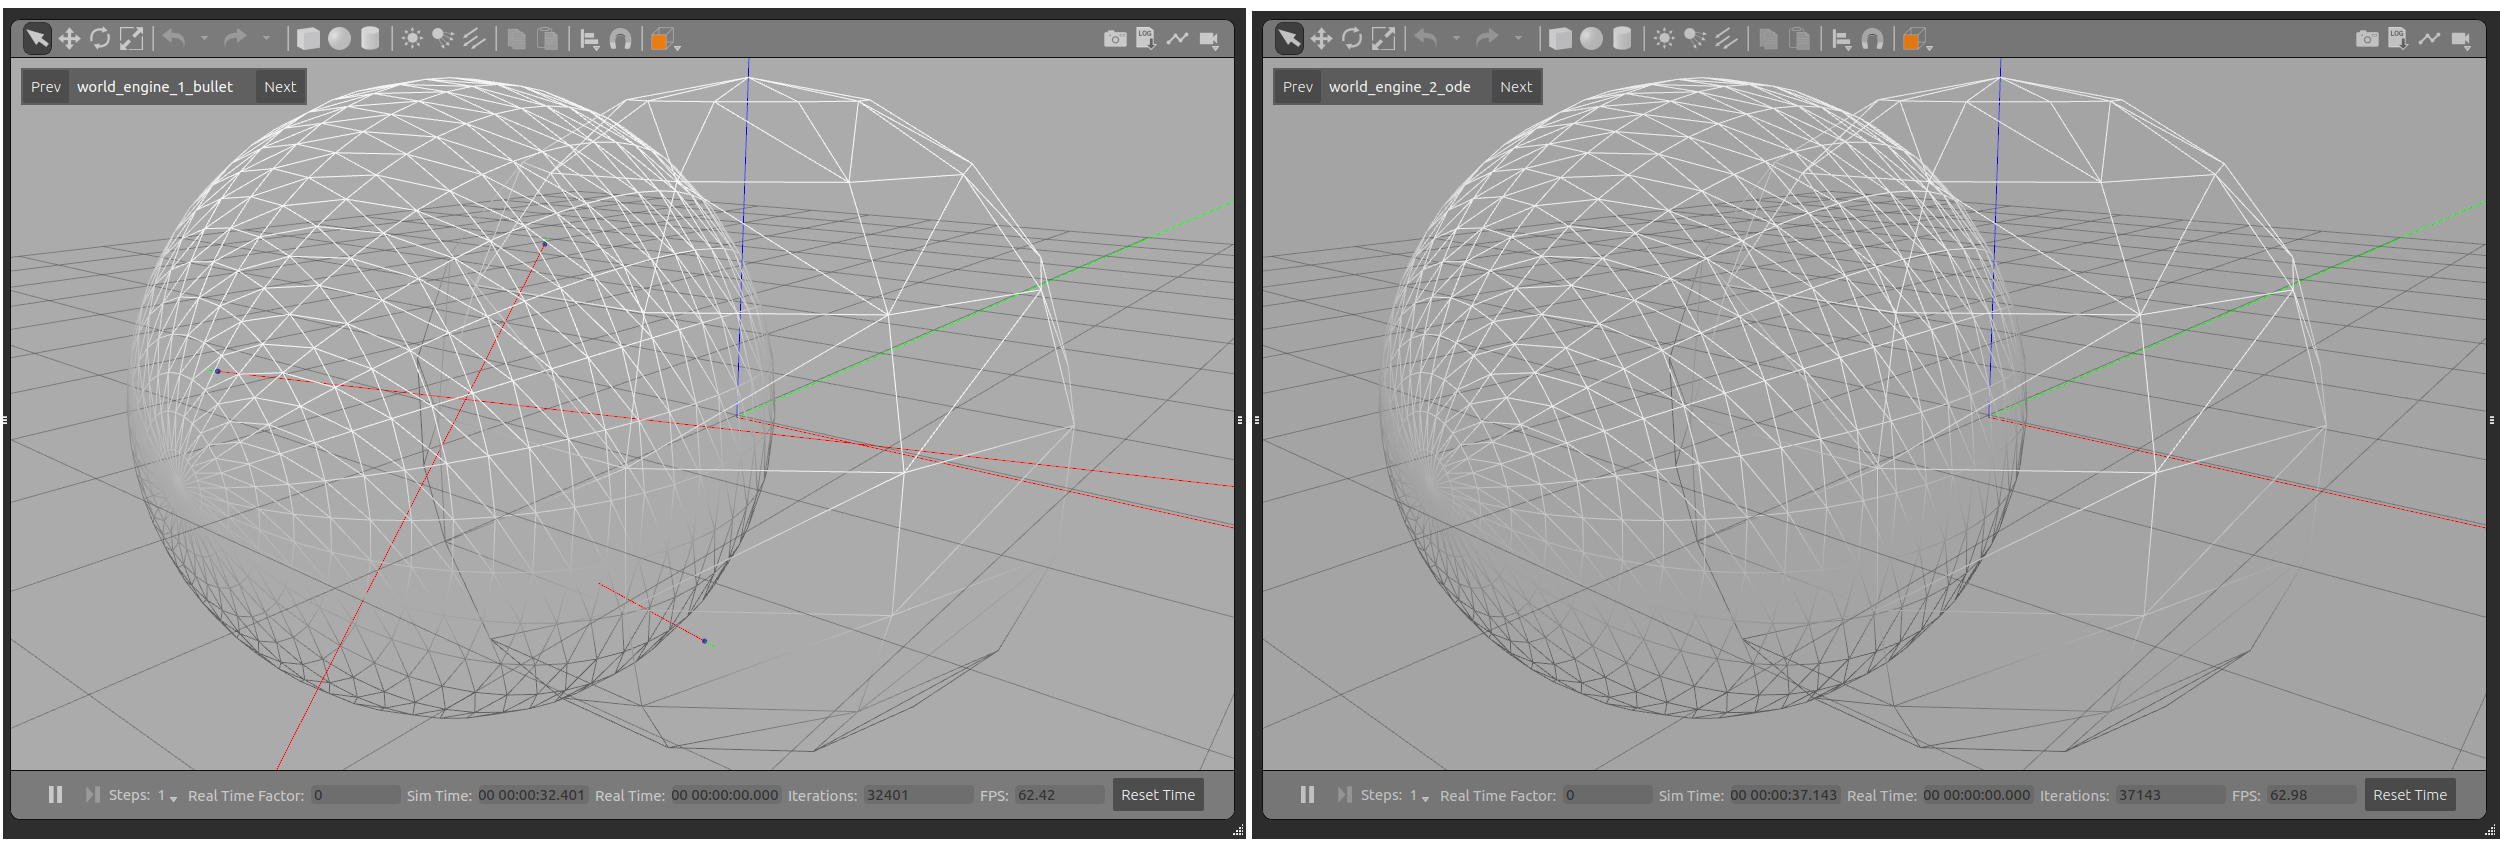 LOG
Prev world_engine_1_bullet Next
Steps: 1 Real Time Factor: 0 Sim Time: 00 00:00:32.401 Real Time: 00 00:00:00.000 Iterations: 32401 FPS: 62.42 Reset Time
LOG
Prev world_engine_2_ode Next
Steps: 1 Real Time Factor: 0 Sim Time: 00 00:00:37.143 Real Time: 00 00:00:00.000 Iterations: 37143 FPS: 62.98 Reset Time